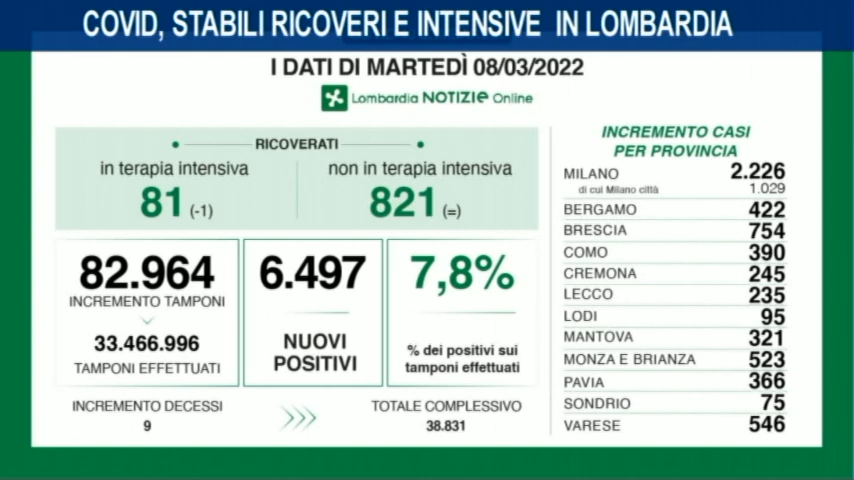 COVID, STABILI RICOVERI E INTENSIVE IN LOMBARDIA
I DATI DI MARTEDÌ 08/03/2022
Lombardia NOTIZIE Online
RICOVERATI
in terapia intensiva
81 (-1)
non in terapia intensiva
821 (=)
82.964
INCREMENTO TAMPONI
33.466.996
TAMPONI EFFETTUATI
6.497
NUOVI
POSITIVI
7,8%
% dei positivi sui
tamponi effettuati
INCREMENTO DECESSI
9
TOTALE COMPLESSIVO
38.831
INCREMENTO CASI
PER PROVINCIA
MILANO 2.226
di cui Milano città 1.029
BERGAMO 422
BRESCIA 754
COMO 390
CREMONA 245
LECCO 235
LODI 95
MANTOVA 321
MONZA E BRIANZA 523
PAVIA 366
SONDRIO 75
VARESE 546